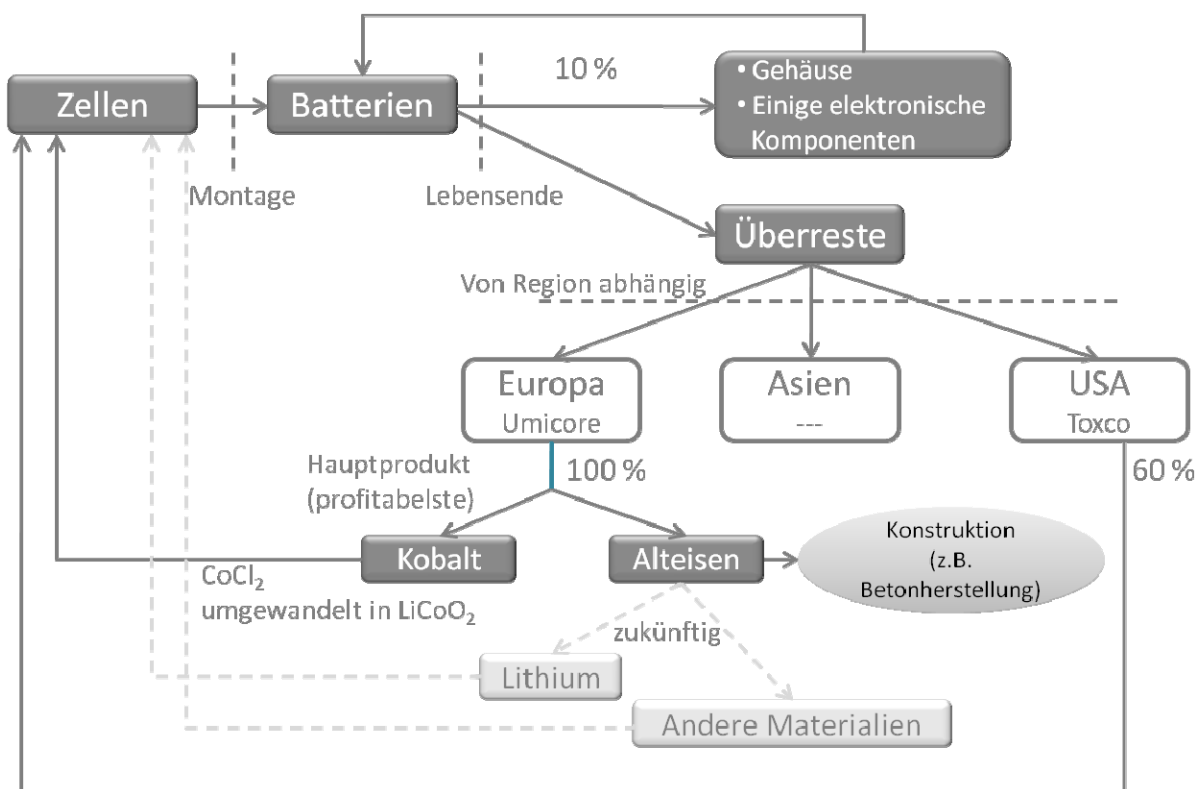 Zellen
Batterien
10 %
• Gehäuse
• Einige elektronische
Komponenten
Montage
Lebensende
Überreste
Von Region abhängig
Europa
Umicore
Asien
---
USA
Toxco
Hauptprodukt
(profitabelste)
100 %
60 %
Kobalt
Alteisen
Konstruktion
(z.B.
Betonherstellung)
CoCl₂
umgewandelt in LiCoO₂
zukünftig
Lithium
Andere Materialien